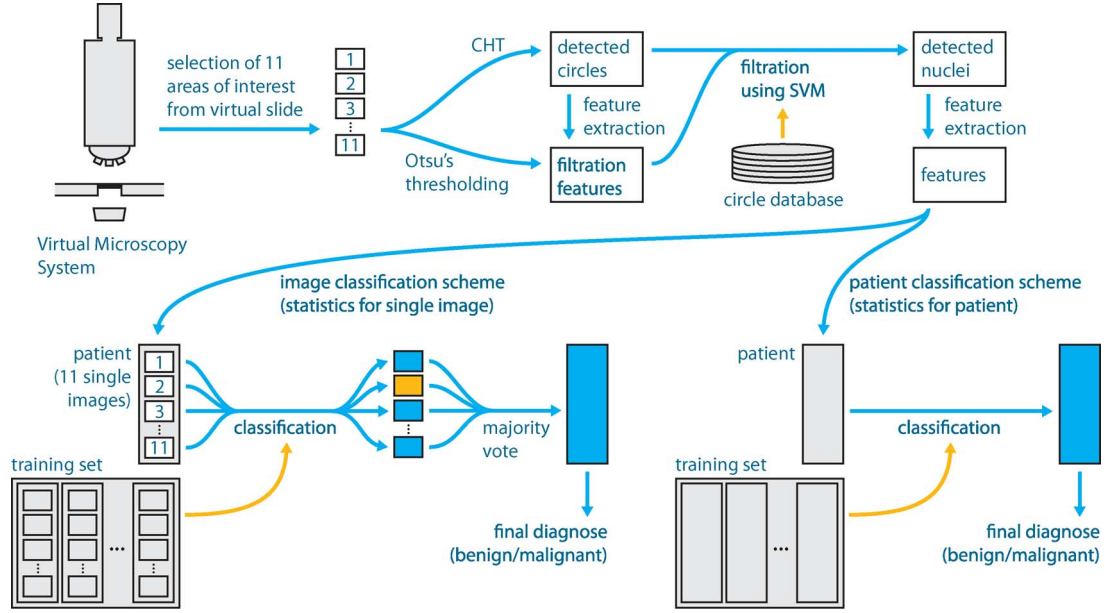 selection of 11
areas of interest
from virtual slide
1
2
3
11
CHT
Otsu's
thresholding
detected
circles
feature
extraction
filtration
features
filtration
using SVM
circle database
detected
nuclei
feature
extraction
features
Virtual Microscopy
System
image classification scheme
(statistics for single image)
patient classification scheme
(statistics for patient)
patient
(11 single
images)
1
2
3
11
classification
majority
vote
training set
...
final diagnose
(benign/malignant)
patient
classification
training set
...
final diagnose
(benign/malignant)